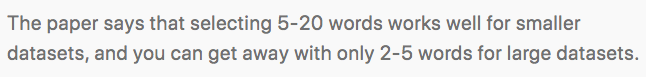 The paper says that selecting 5-20 words works well for smaller
datasets, and you can get away with only 2-5 words for large datasets.